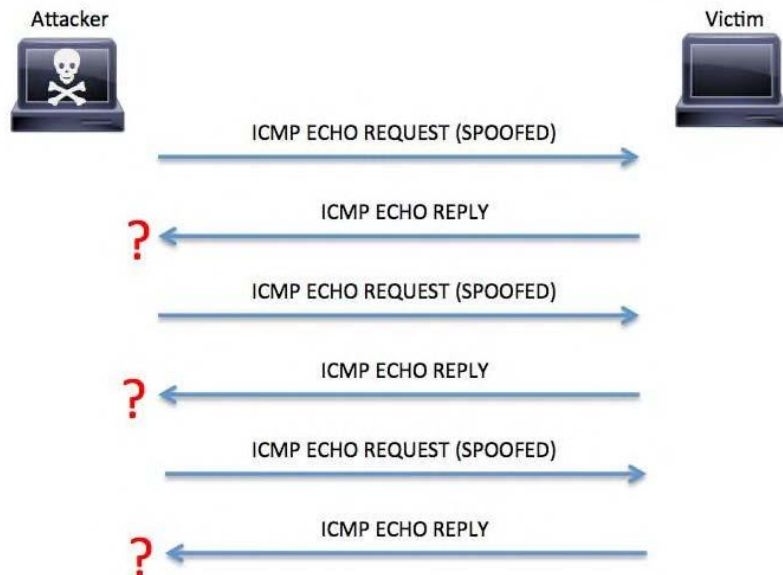 Attacker
Victim
ICMP ECHO REQUEST (SPOOFED)
ICMP ECHO REPLY
?
ICMP ECHO REQUEST (SPOOFED)
ICMP ECHO REPLY
?
ICMP ECHO REQUEST (SPOOFED)
ICMP ECHO REPLY
?